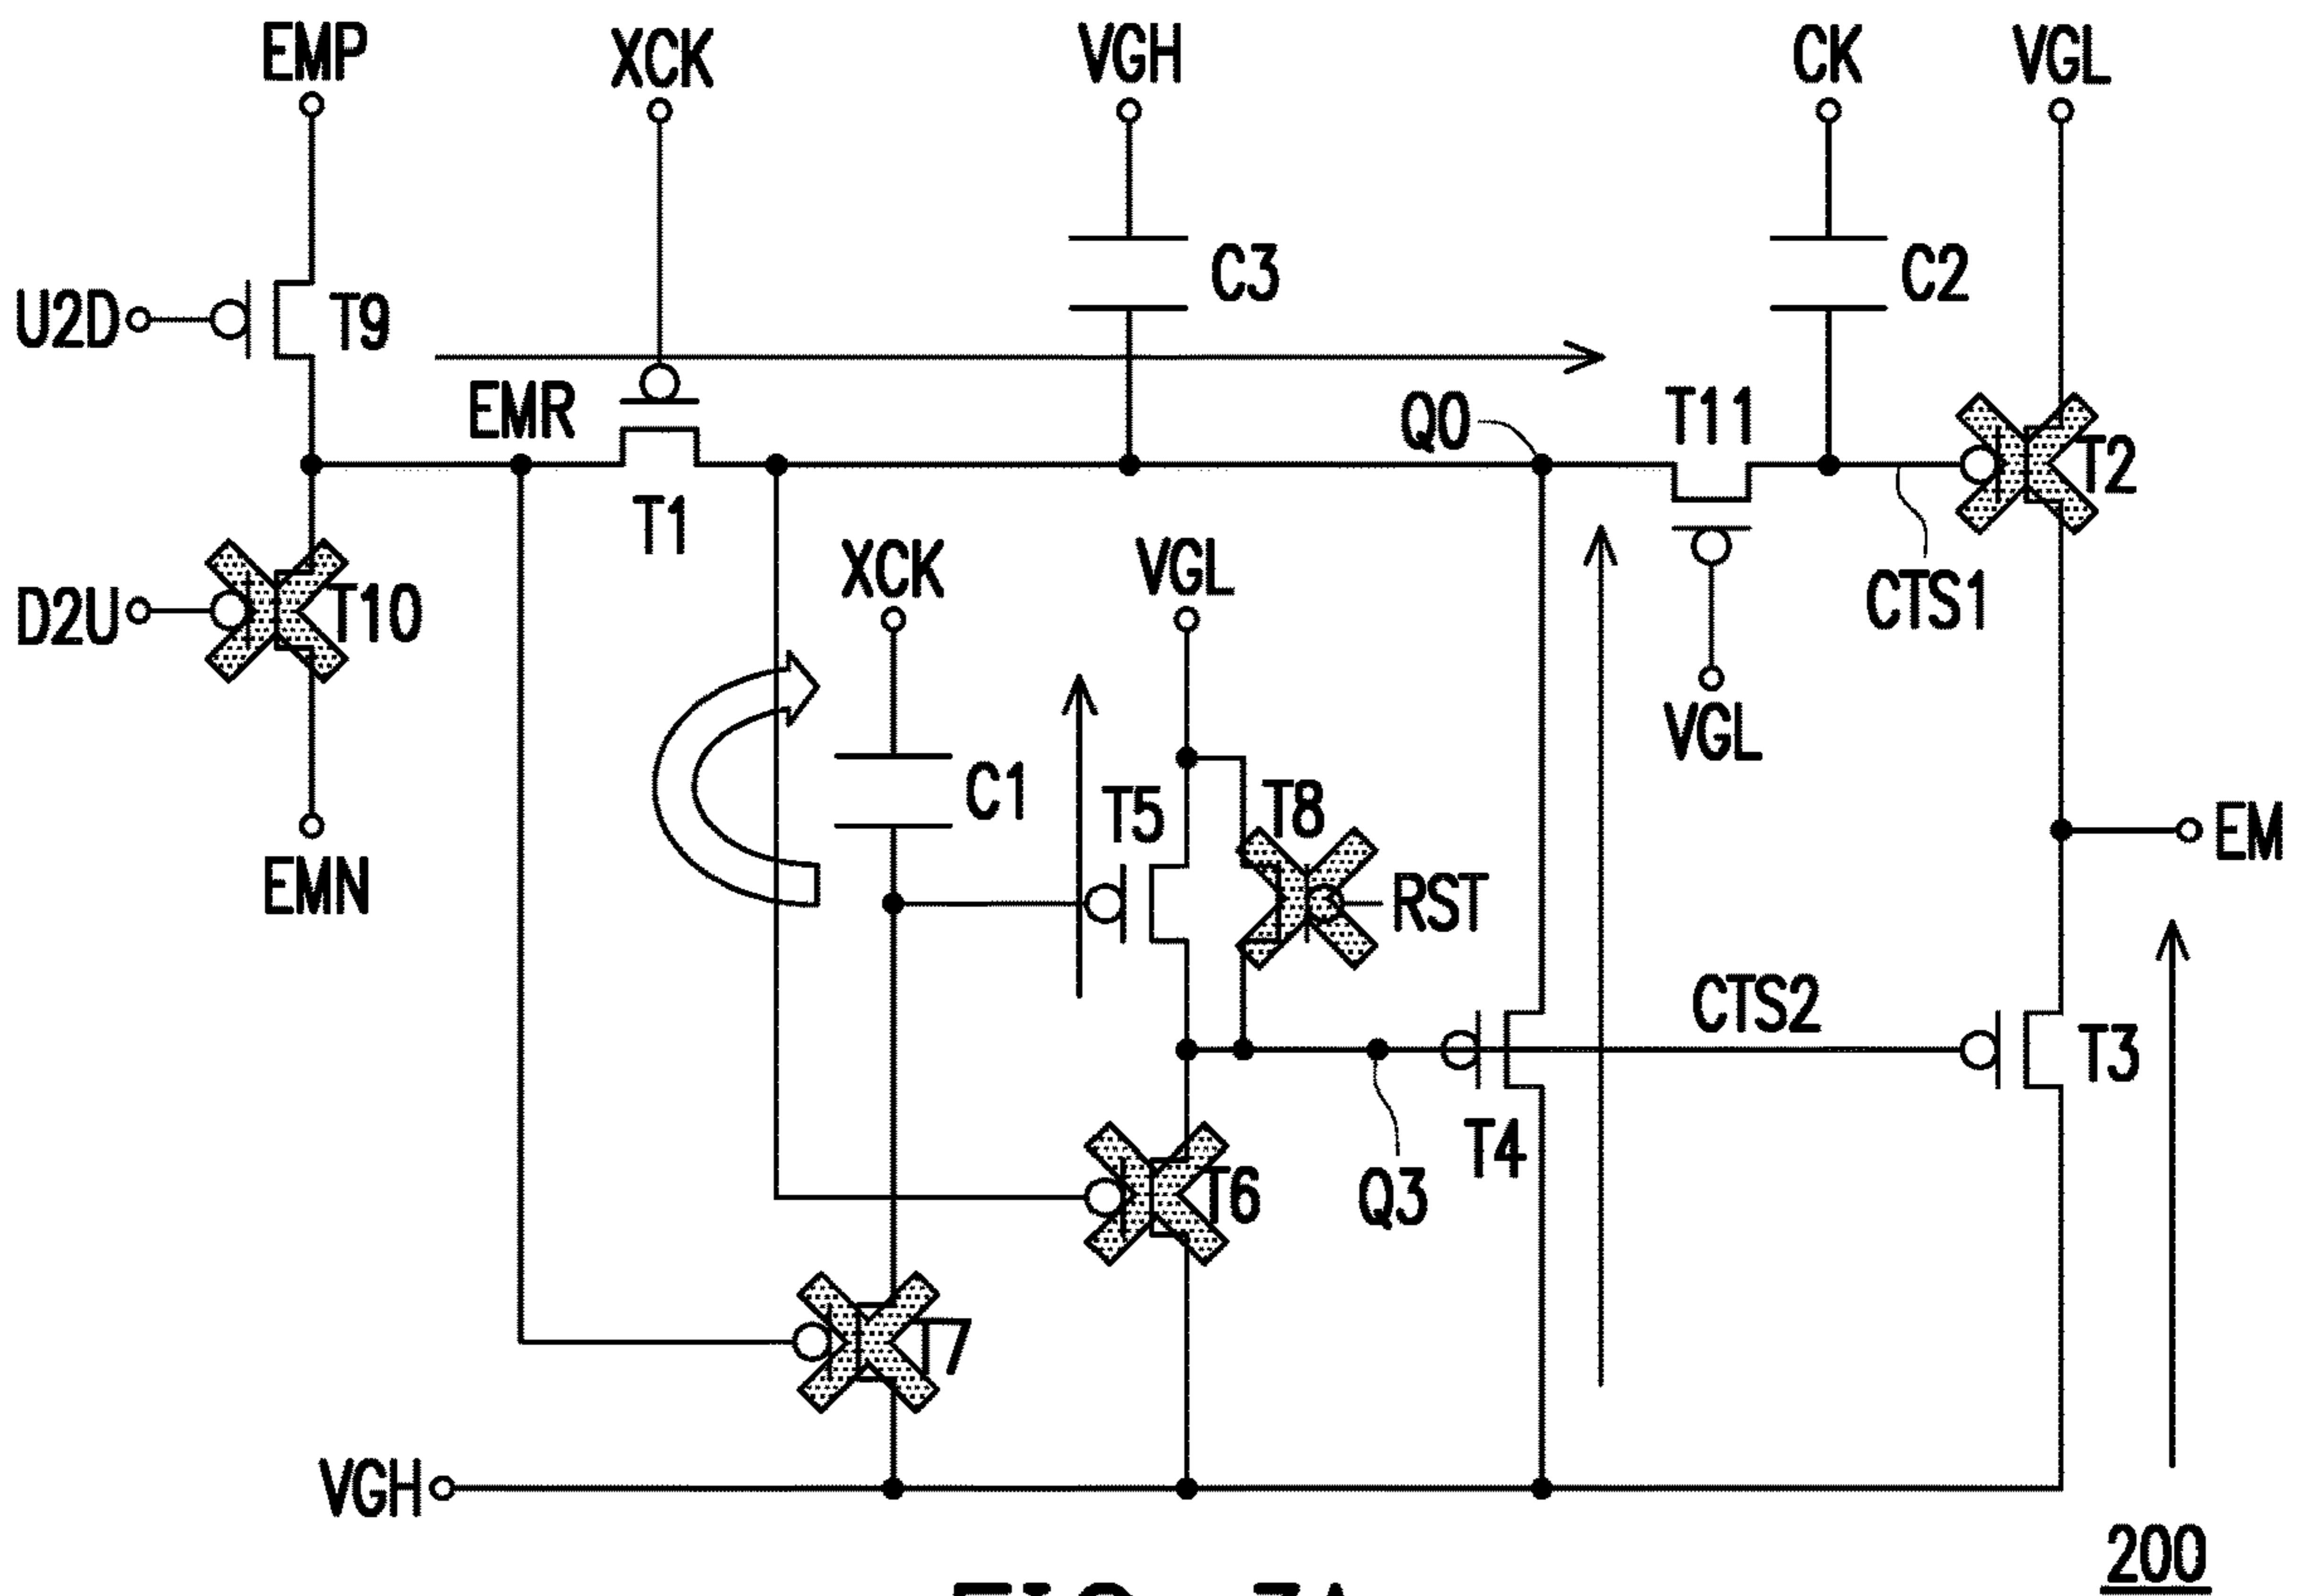 EMP
XCK
VGH
CK
VGL
U2D
T9
C3
C2
EMR
Q0
T11
T2
T1
D2U
T10
XCK
VGL
CTS1
VGL
C1
T5
T8
EM
EMN
RST
CTS2
T3
T4
T6
Q3
T7
VGH
200